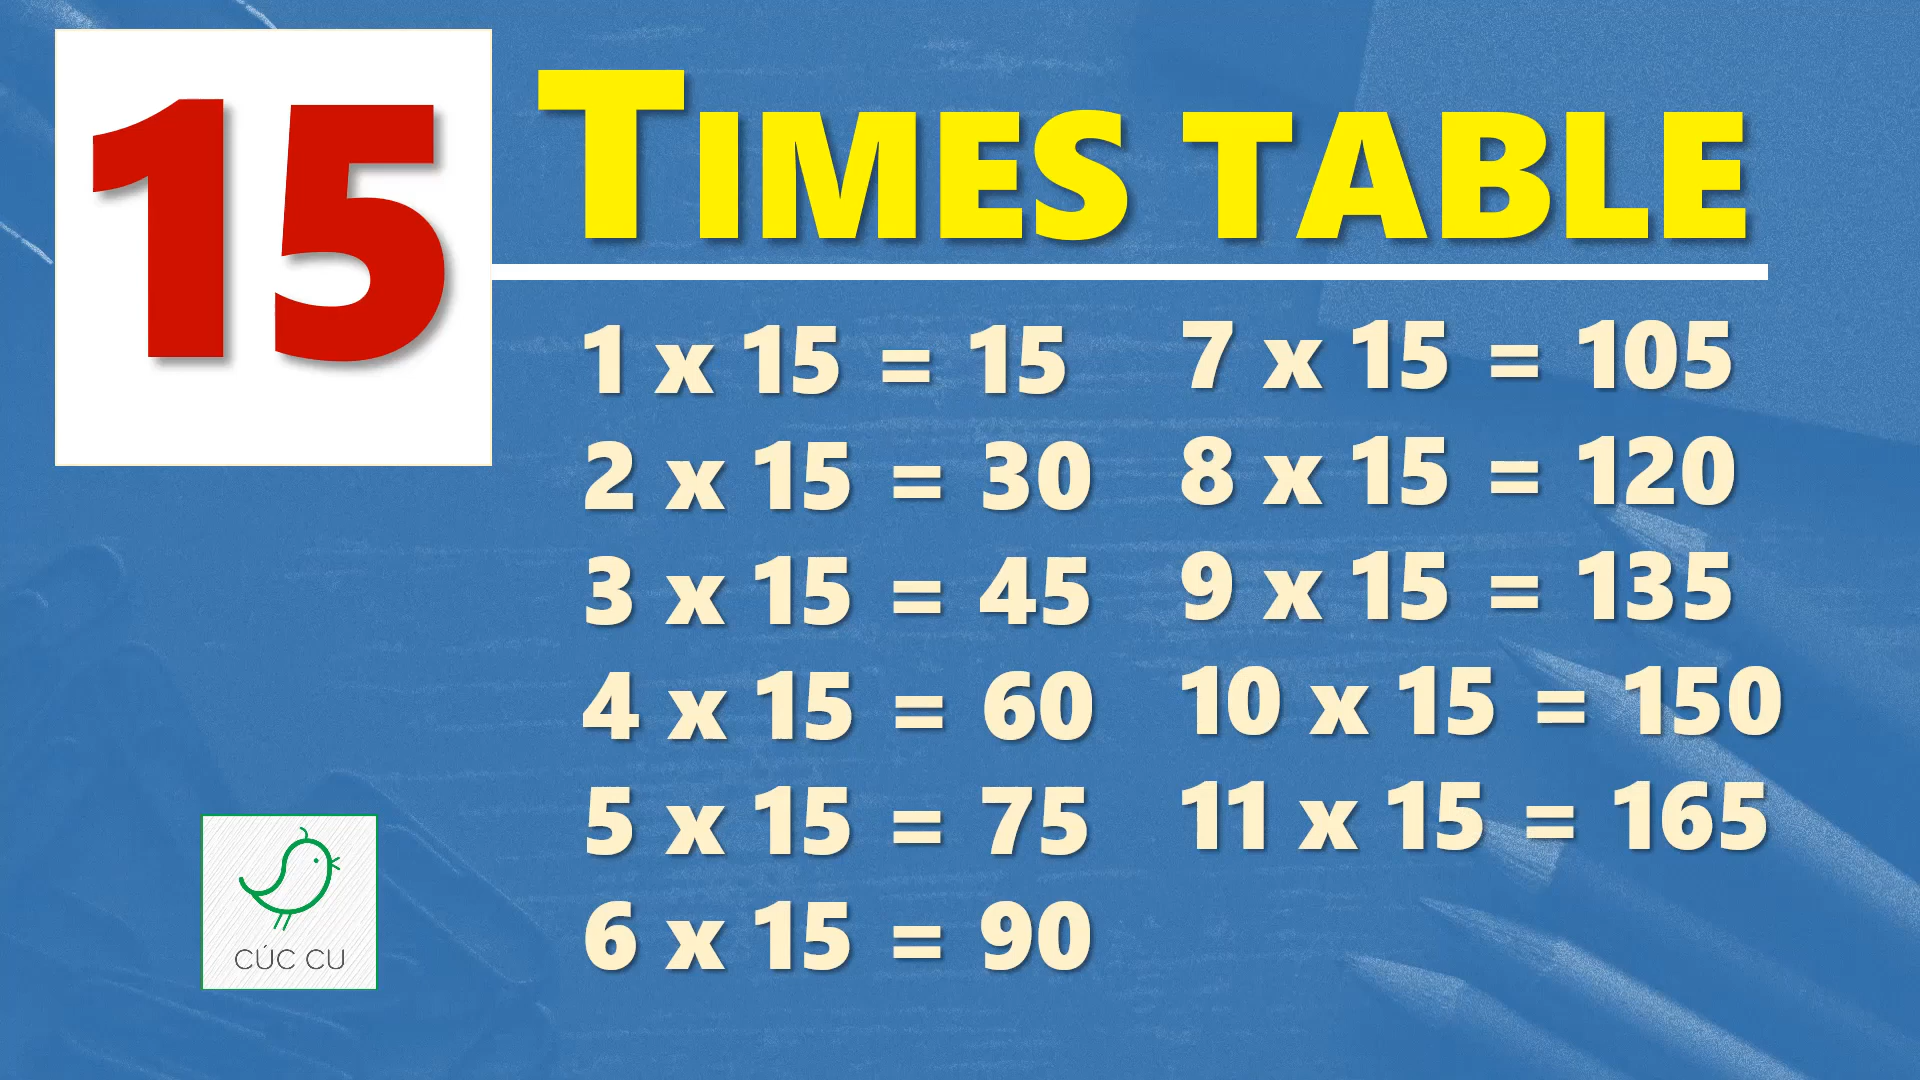 15
TIMES TABLE
1 x 15 = 15
2 x 15 = 30
3 x 15 = 45
4 x 15 = 60
5 x 15 = 75
6 x 15 = 90
7 x 15 = 105
8 x 15 = 120
9 x 15 = 135
10 x 15 = 150
11 x 15 = 165
CÚC CU